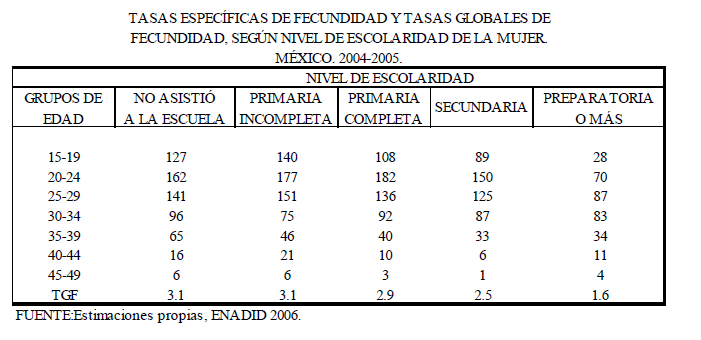 TASAS ESPECÍFICAS DE FECUNDIDAD Y TASAS GLOBALES DE
FECUNDIDAD, SEGÚN NIVEL DE ESCOLARIDAD DE LA MUJER.
MÉXICO. 2004-2005.
NIVEL DE ESCOLARIDAD
GRUPOS DE EDAD NO ASISTIÓ A LA ESCUELA PRIMARIA INCOMPLETA PRIMARIA COMPLETA SECUNDARIA PREPARATORIA O MÁS
15-19 127 140 108 89 28
20-24 162 177 182 150 70
25-29 141 151 136 125 87
30-34 96 75 92 87 83
35-39 65 46 40 33 34
40-44 16 21 10 6 11
45-49 6 6 3 1 4
TGF 3.1 3.1 2.9 2.5 1.6
FUENTE:Estimaciones propias, ENADID 2006.